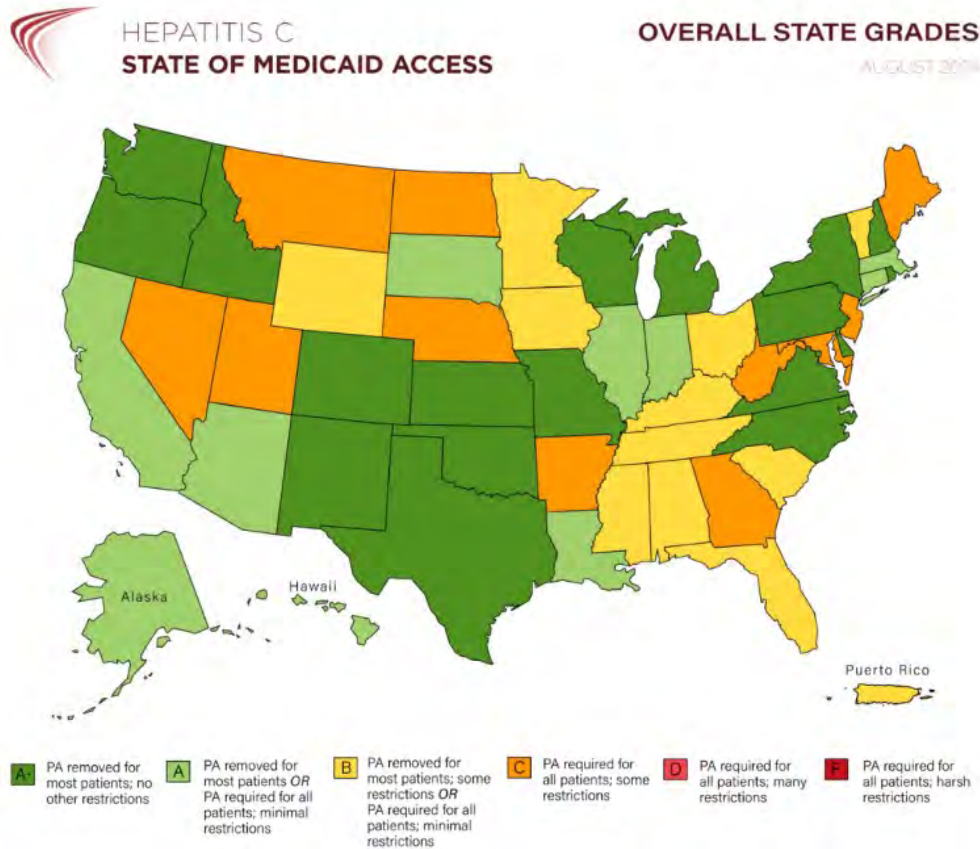 HEPATITIS C
STATE OF MEDICAID ACCESS
OVERALL STATE GRADES
AUGUST
Alaska
Hawaii
Puerto Rico
A+
PA removed for
most patients; no
other restrictions
A
PA removed for
most patients OR
PA required for all
patients; minimal
restrictions
B
PA removed for
most patients; some
restrictions OR
PA required for all
patients; minimal
restrictions
C
PA required for
all patients; some
restrictions
D
PA required for
all patients; many
restrictions
F
PA required for
all patients; harsh
restrictions